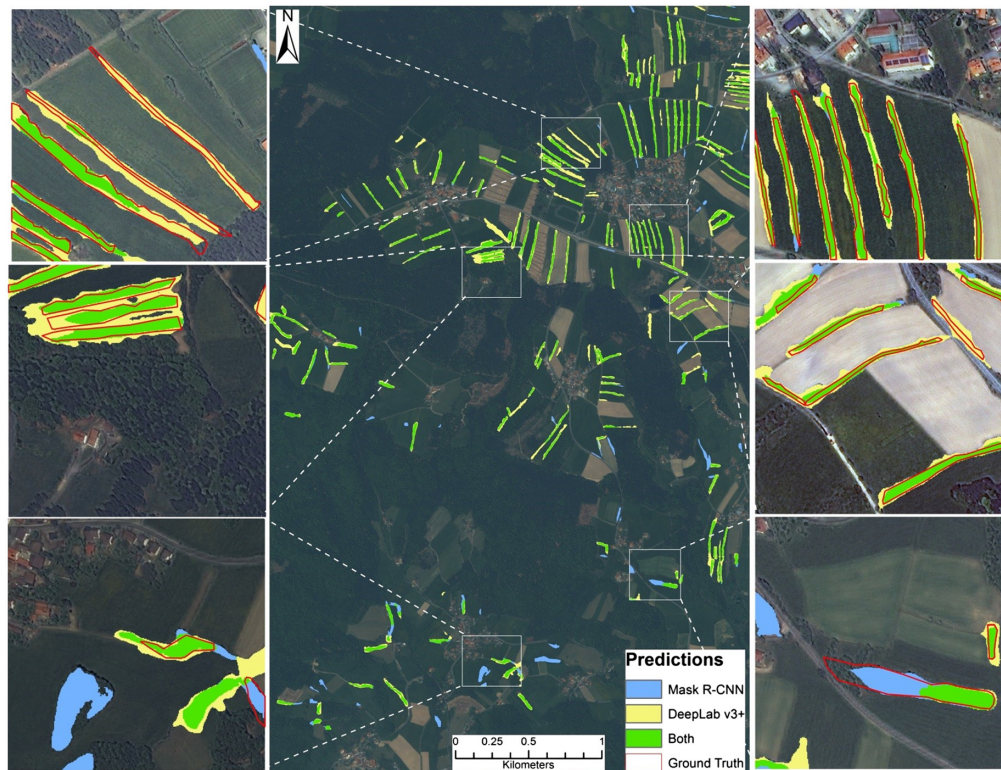 N
Predictions
Mask R-CNN
DeepLab v3+
Both
Ground Truth
0 0.25 0.5 1
Kilometers